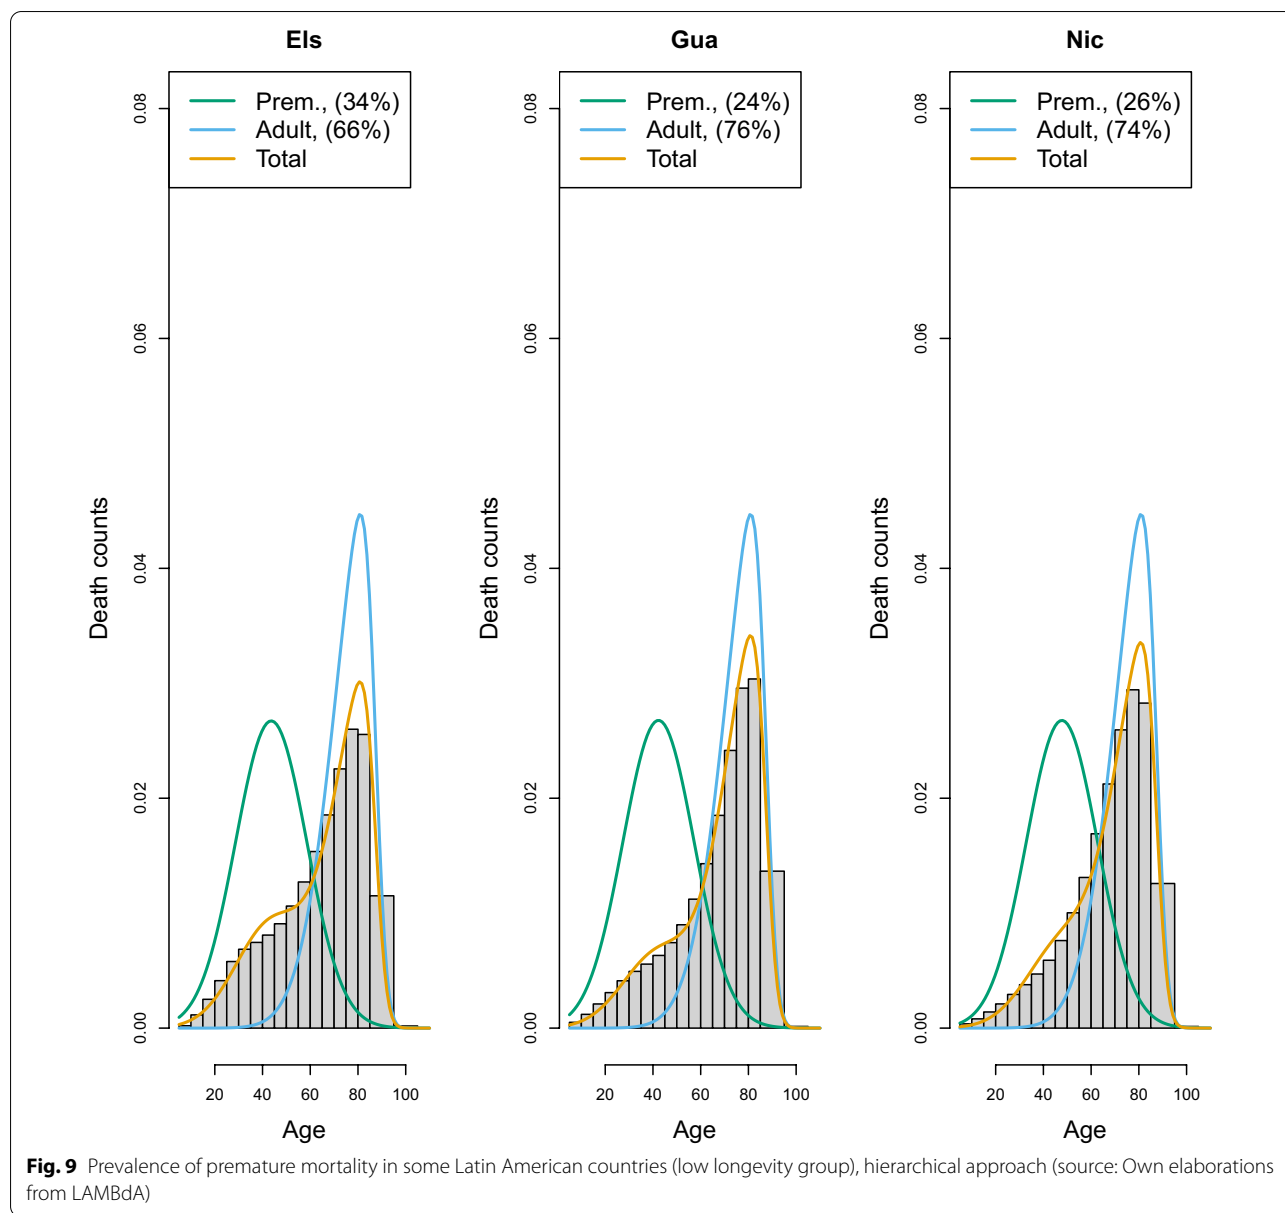 Els
Prem., (34%)
Adult, (66%)
Total
0.08
0.06
0.04
0.02
0.00
Death counts
20 40 60 80 100
Age
Gua
Prem., (24%)
Adult, (76%)
Total
0.08
0.06
0.04
0.02
0.00
Death counts
20 40 60 80 100
Age
Nic
Prem., (26%)
Adult, (74%)
Total
0.08
0.06
0.04
0.02
0.00
Death counts
20 40 60 80 100
Age
Fig. 9 Prevalence of premature mortality in some Latin American countries (low longevity group), hierarchical approach (source: Own elaborations
from LAMBdA)